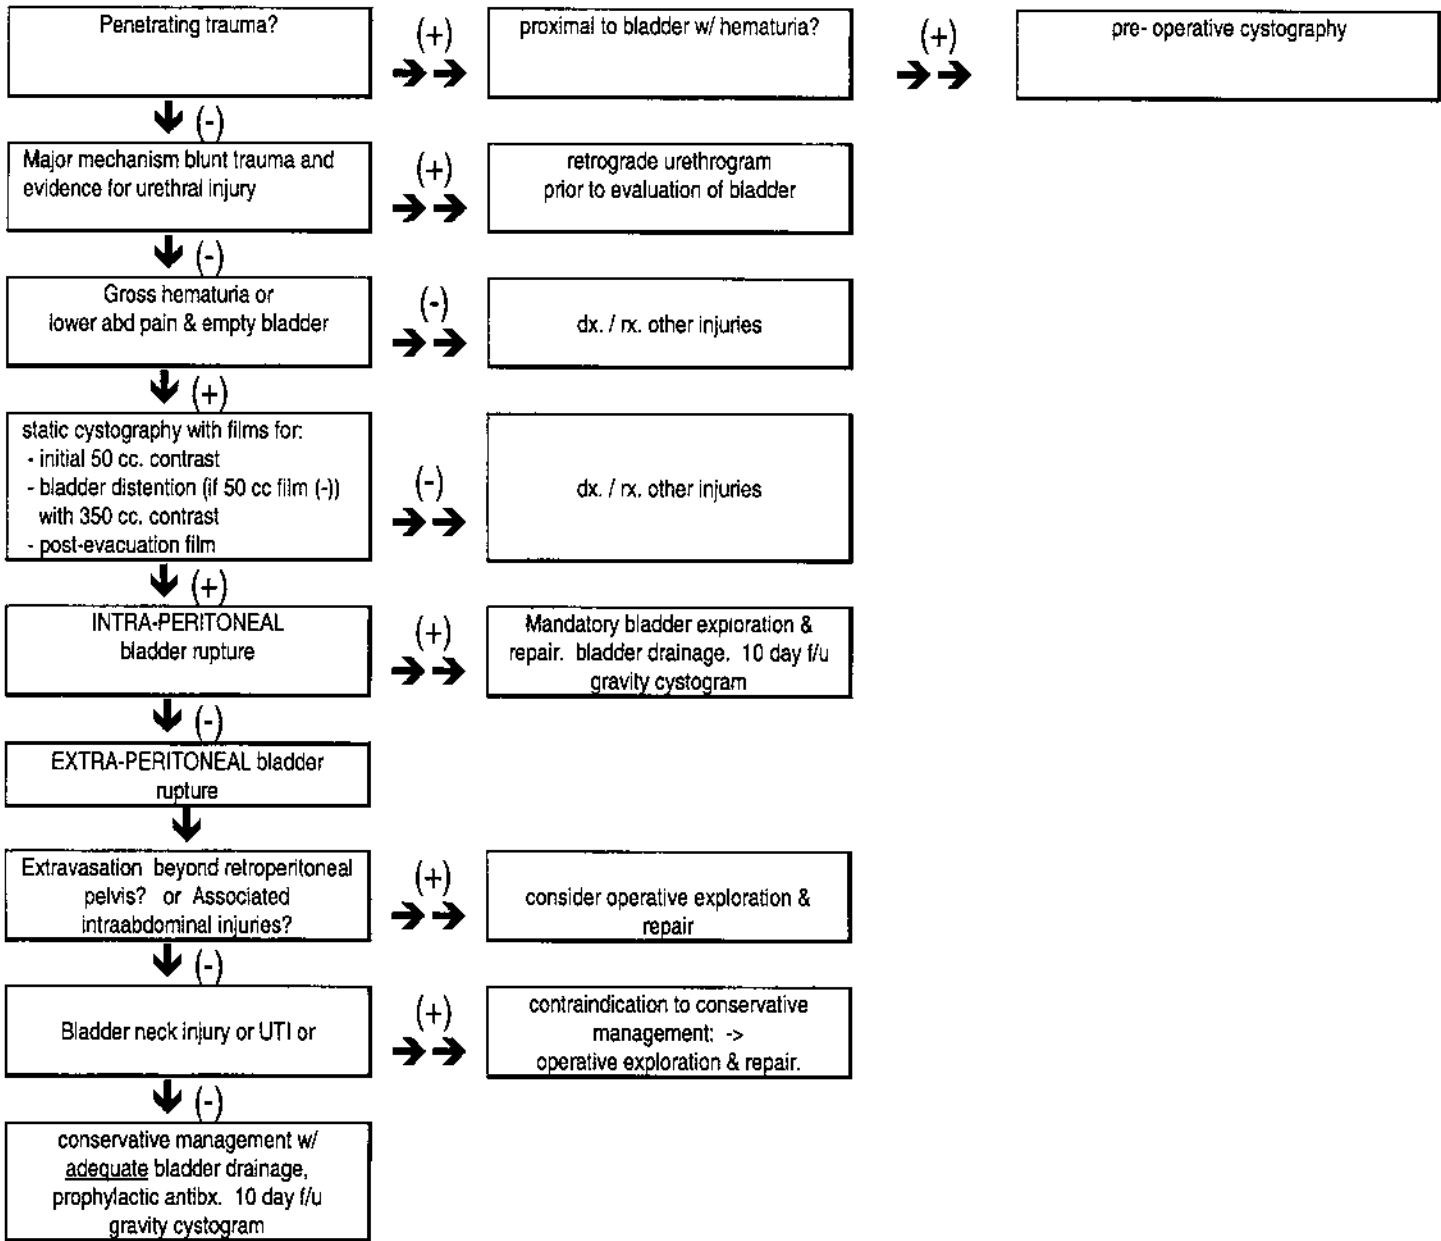 Penetrating trauma?
(+)
proximal to bladder w/ hematuria?
(+)
pre- operative cystography
(-)
Major mechanism blunt trauma and
evidence for urethral injury
(+)
retrograde urethrogram
prior to evaluation of bladder
(-)
Gross hematuria or
lower abd pain & empty bladder
(-)
dx. / rx. other injuries
(+)
static cystography with films for:
- initial 50 cc. contrast
- bladder distention (if 50 cc film (-))
with 350 cc. contrast
- post-evacuation film
(-)
dx. / rx. other injuries
(+)
INTRA-PERITONEAL
bladder rupture
(+)
Mandatory bladder exploration &
repair. bladder drainage. 10 day f/u
gravity cystogram
(-)
EXTRA-PERITONEAL bladder
rupture
Extravasation beyond retroperitoneal
pelvis? or Associated
intraabdominal injuries?
(+)
consider operative exploration &
repair
(-)
Bladder neck injury or UTI or
(+)
contraindication to conservative
management: ->
operative exploration & repair.
(-)
conservative management w/
adequate bladder drainage,
prophylactic antibx. 10 day f/u
gravity cystogram